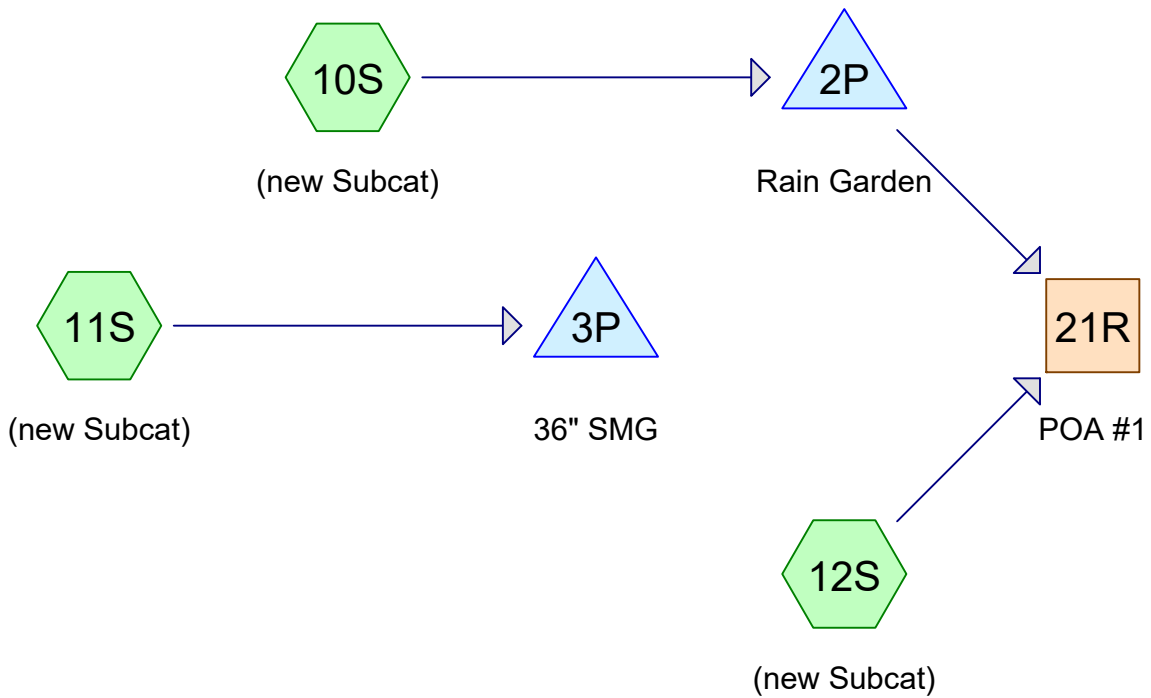 10S
2P
(new Subcat)
Rain Garden
11S
3P
21R
(new Subcat)
36" SMG
POA #1
12S
(new Subcat)